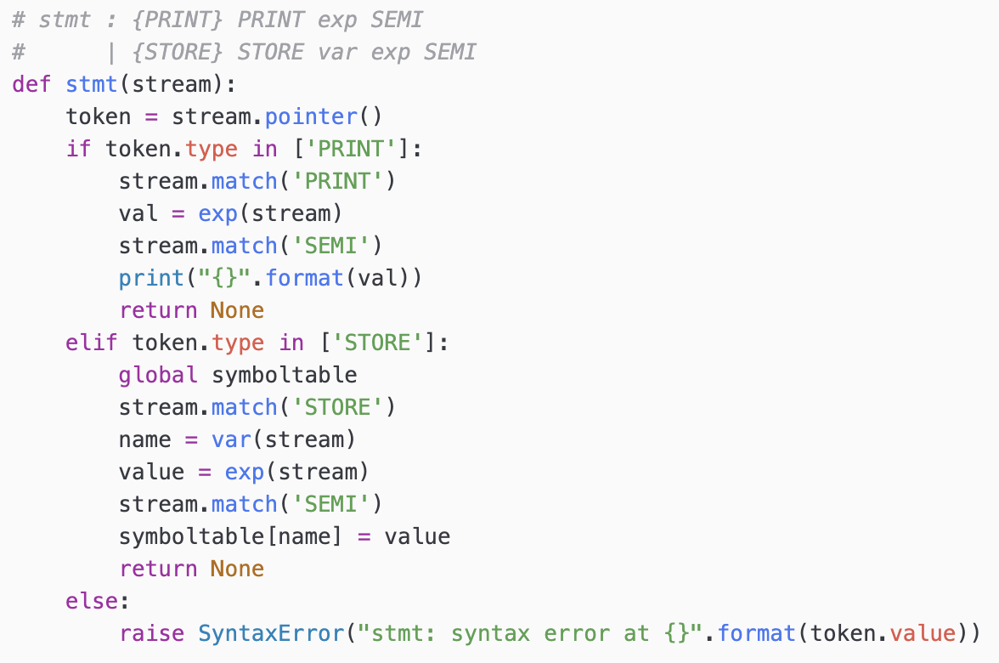 # stmt : {PRINT} PRINT exp SEMI
#      | {STORE} STORE var exp SEMI
def stmt(stream):
    token = stream.pointer()
    if token.type in ['PRINT']:
        stream.match('PRINT')
        val = exp(stream)
        stream.match('SEMI')
        print("{}".format(val))
        return None
    elif token.type in ['STORE']:
        global symboltable
        stream.match('STORE')
        name = var(stream)
        value = exp(stream)
        stream.match('SEMI')
        symboltable[name] = value
        return None
    else:
        raise SyntaxError("stmt: syntax error at {}".format(token.value))